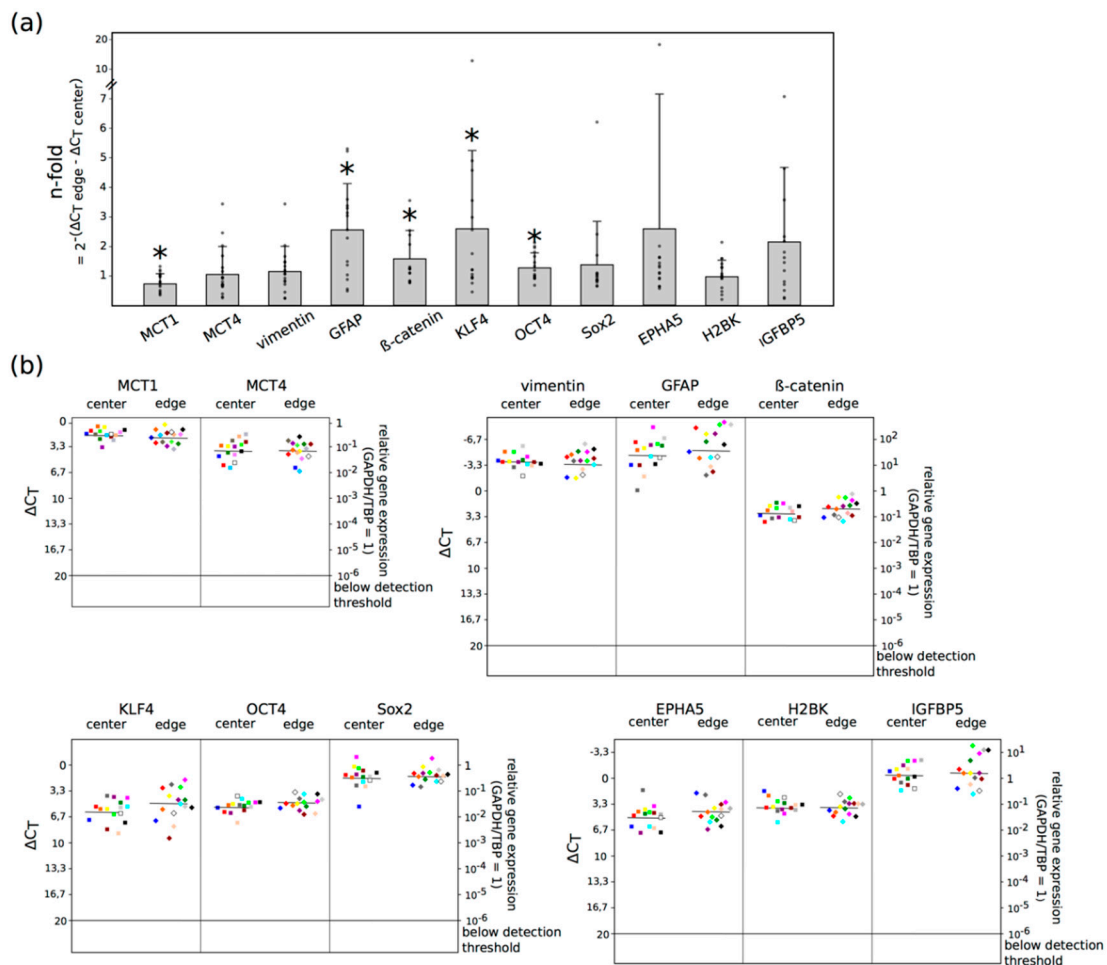 (a)
n-fold
= 2-(ΔCT edge - ΔCT center)
20
10
7
6
5
4
3
2
1
*
*
*
*
*
MCT1
MCT4
vimentin
GFAP
ß-catenin
KLF4
OCT4
Sox2
EPHA5
H2BK
IGFBP5
(b)
MCT1 MCT4
center edge center edge
ΔCT
0
3,3
6,7
10
13,3
16,7
20
1
10-1
10-2
10-3
10-4
10-5
10-6
relative gene expression
(GAPDH/TBP = 1)
below detection
threshold
vimentin GFAP ß-catenin
center edge center edge center edge
ΔCT
-6,7
-3,3
0
3,3
6,7
10
13,3
16,7
20
102
101
1
10-1
10-2
10-3
10-4
10-5
10-6
relative gene expression
(GAPDH/TBP = 1)
below detection
threshold
KLF4 OCT4 Sox2
center edge center edge center edge
ΔCT
0
3,3
6,7
10
13,3
16,7
20
1
10-1
10-2
10-3
10-4
10-5
10-6
relative gene expression
(GAPDH/TBP = 1)
below detection
threshold
EPHA5 H2BK IGFBP5
center edge center edge center edge
ΔCT
-3,3
0
3,3
6,7
10
13,3
16,7
20
101
1
10-1
10-2
10-3
10-4
10-5
10-6
relative gene expression
(GAPDH/TBP = 1)
below detection
threshold